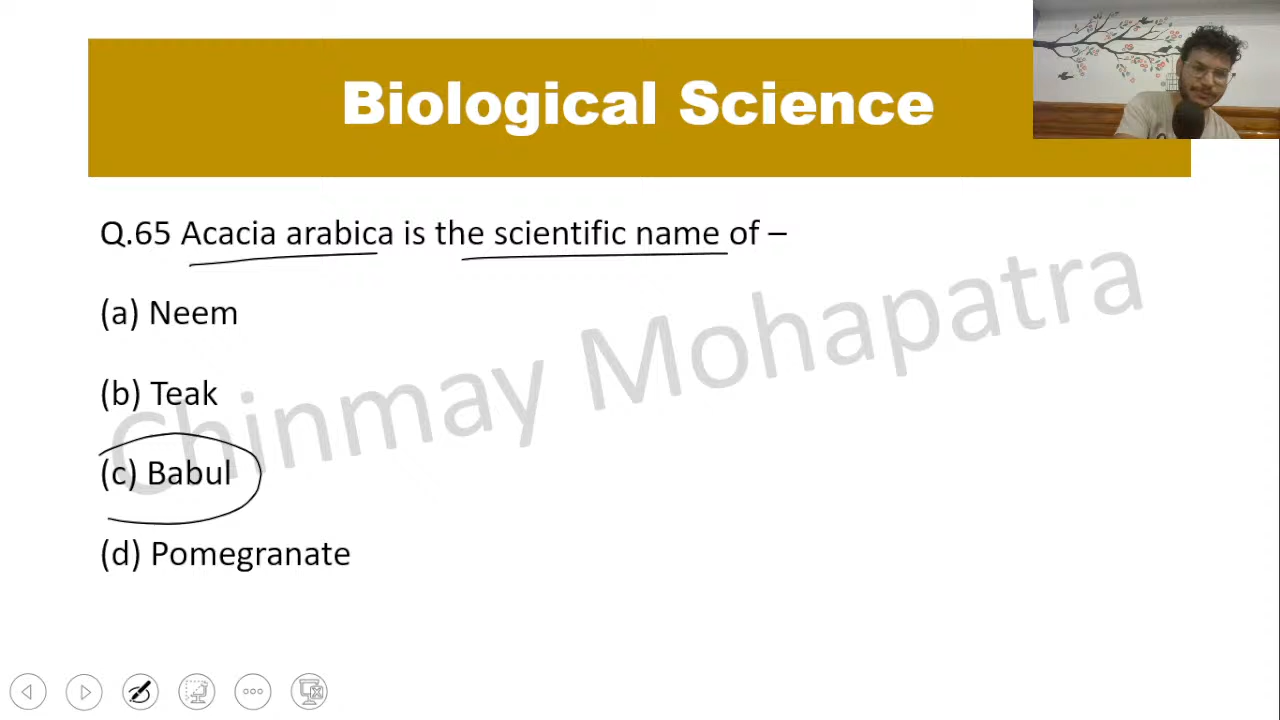 Biological Science
Q.65 Acacia arabica is the scientific name of –
(a) Neem
(b) Teak
(c) Babul
(d) Pomegranate
Chinmay Mohapatra